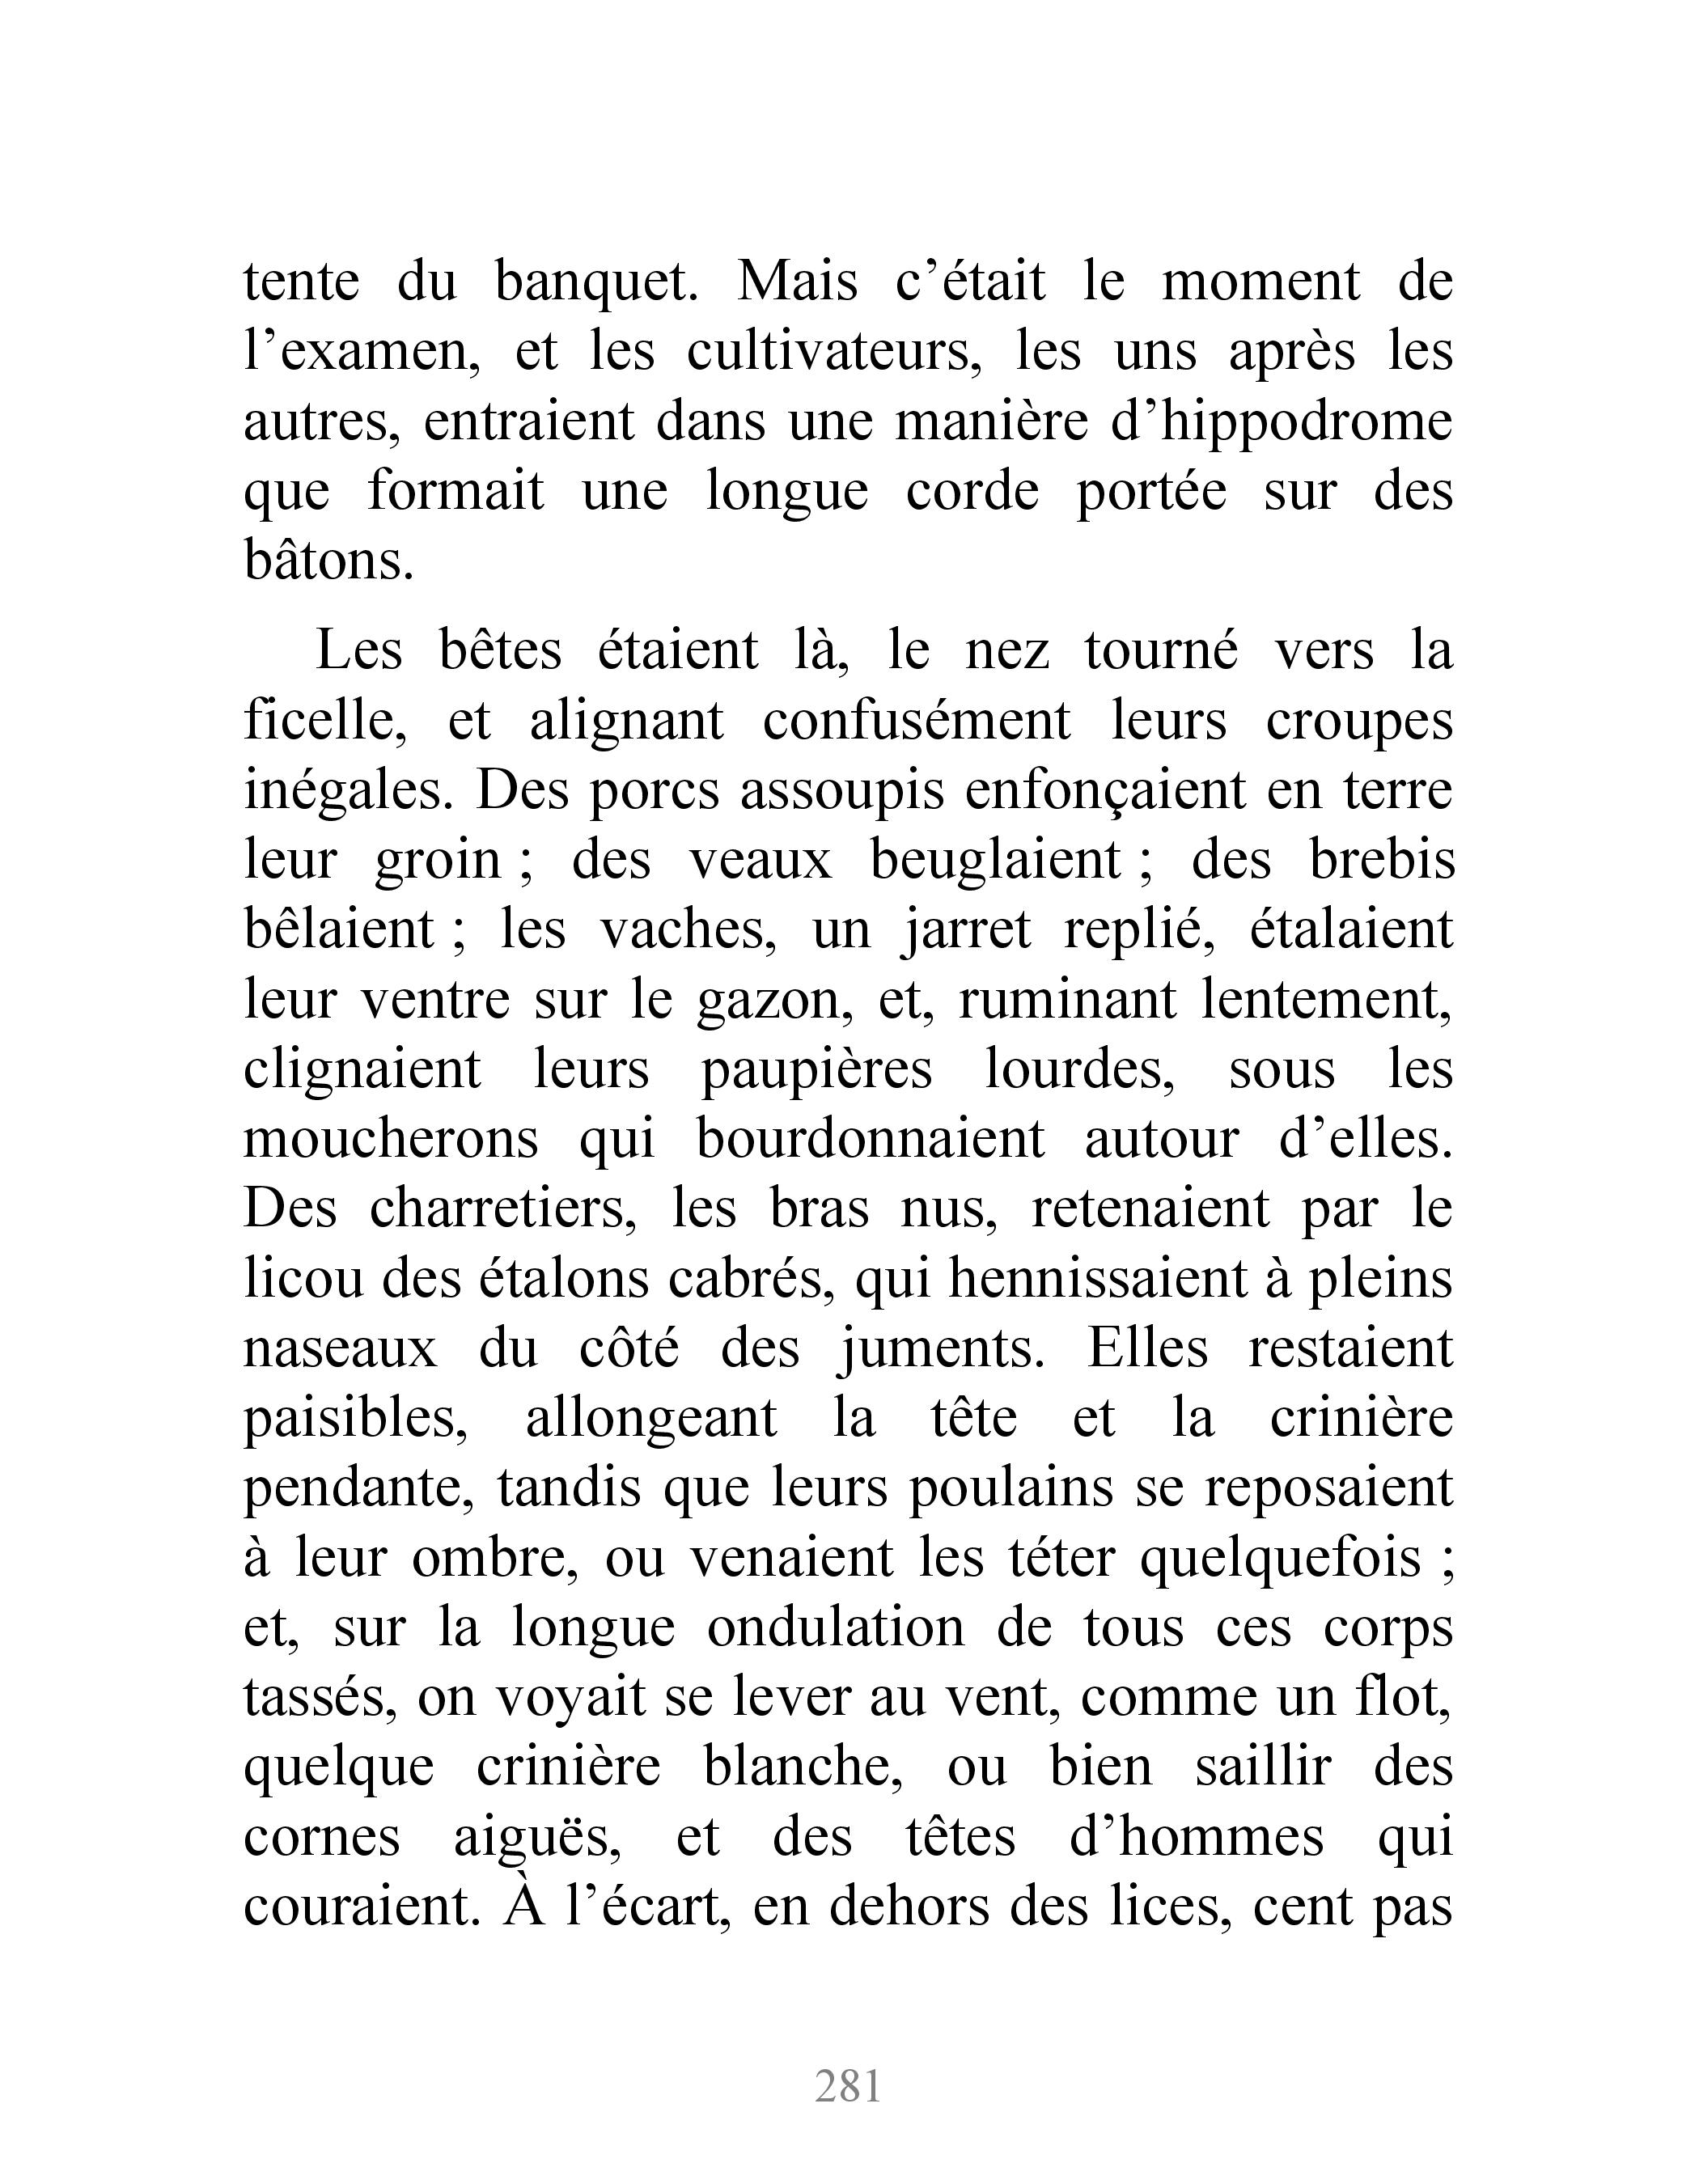 tente du banquet. Mais c’était le moment de
l’examen, et les cultivateurs, les uns après les
autres, entraient dans une manière d’hippodrome
que formait une longue corde portée sur des
bâtons.
Les bêtes étaient là, le nez tourné vers la
ficelle, et alignant confusément leurs croupes
inégales. Des porcs assoupis enfonçaient en terre
leur groin ; des veaux beuglaient ; des brebis
bêlaient ; les vaches, un jarret replié, étalaient
leur ventre sur le gazon, et, ruminant lentement,
clignaient leurs paupières lourdes, sous les
moucherons qui bourdonnaient autour d’elles.
Des charretiers, les bras nus, retenaient par le
licou des étalons cabrés, qui hennissaient à pleins
naseaux du côté des juments. Elles restaient
paisibles, allongeant la tête et la crinière
pendante, tandis que leurs poulains se reposaient
à leur ombre, ou venaient les téter quelquefois ;
et, sur la longue ondulation de tous ces corps
tassés, on voyait se lever au vent, comme un flot,
quelque crinière blanche, ou bien saillir des
cornes aiguës, et des têtes d’hommes qui
couraient. À l’écart, en dehors des lices, cent pas
281